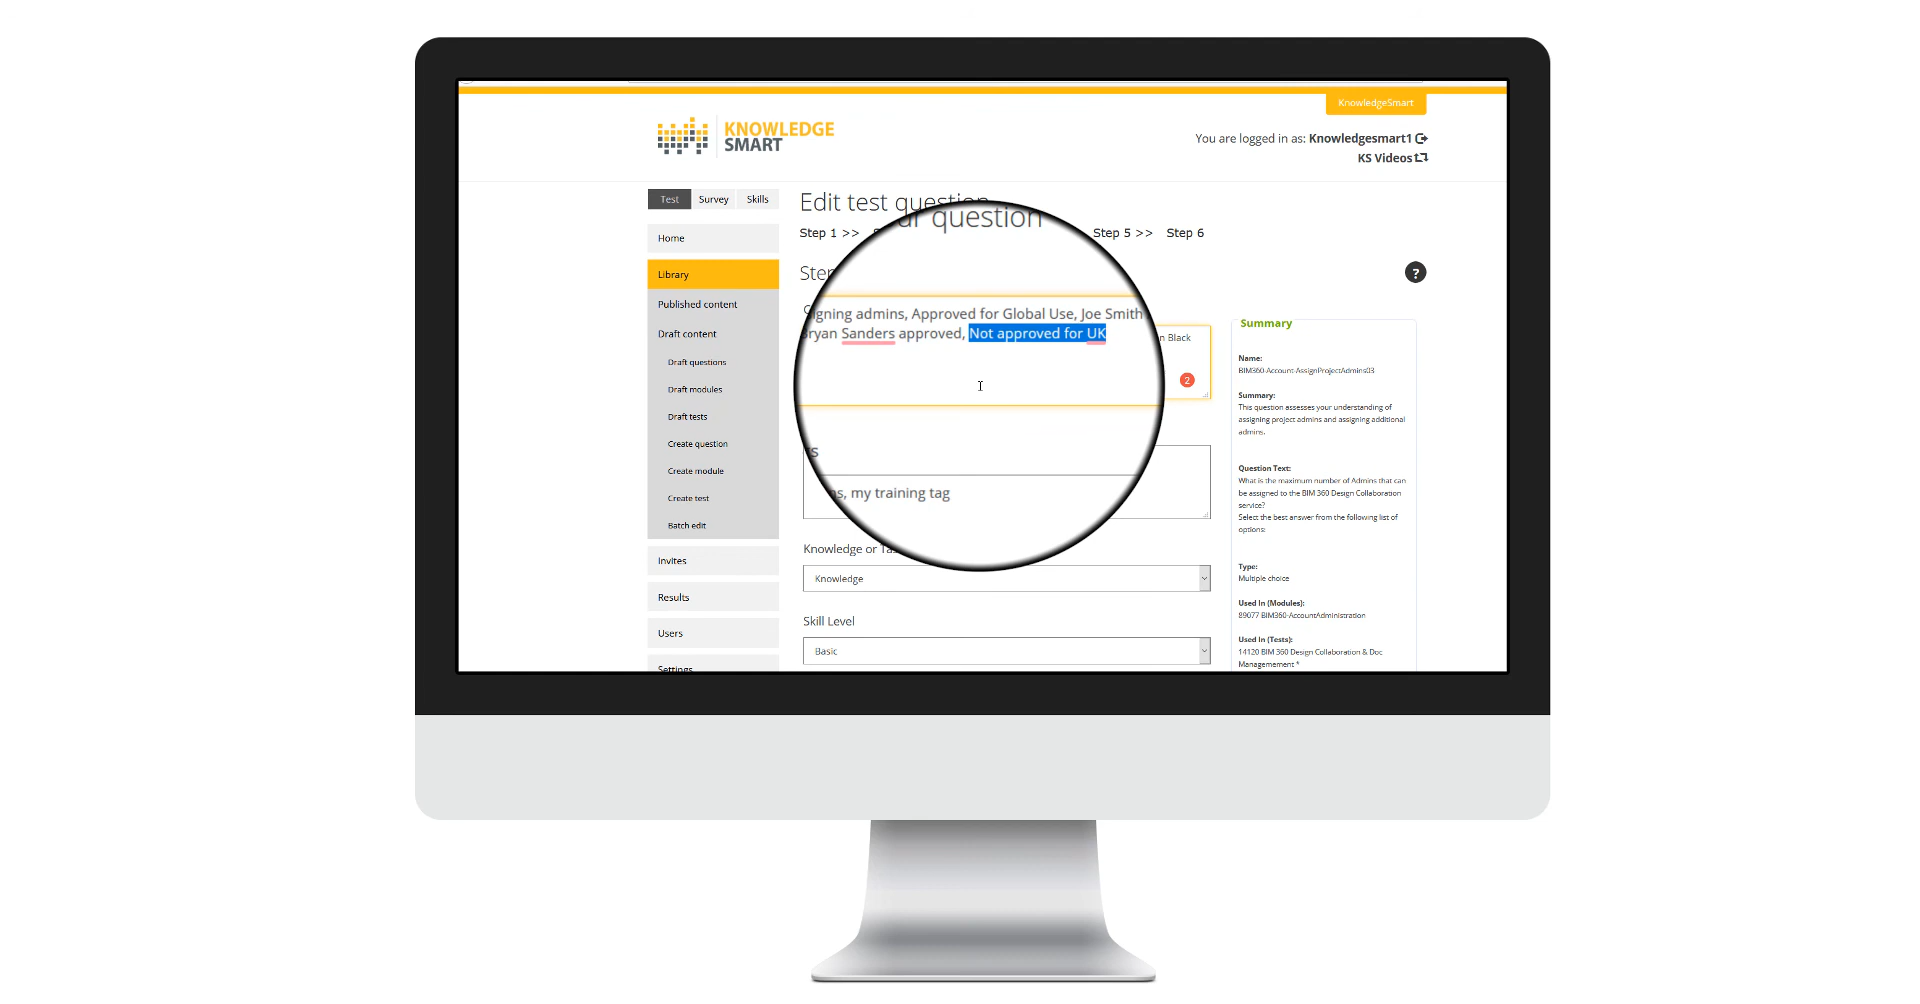 KnowledgeSmart
KNOWLEDGE
SMART
You are logged in as: Knowledgesmart1
KS Videos
Test Survey Skills
Home
Library
Published content
Draft content
Draft questions
Draft modules
Draft tests
Create question
Create module
Create test
Batch edit
Invites
Results
Users
Settings
Edit test question
question
Step 1 >>
Step 5 >> Step 6
?
admins, Approved for Global Use, Joe Smith
Sanders approved, Not approved for UK
Black
2
my training tag
Knowledge or
Knowledge
Skill Level
Basic
Summary
Name:
BIM360-Account-AssignProjectAdmins03
Summary:
This question assesses your understanding of
assigning project admins and assigning additional
admins.
Question Text:
What is the maximum number of Admins that can
be assigned to the BIM 360 Design Collaboration
service?
Select the best answer from the following list of
options:
Type:
Multiple choice
Used In (Modules):
89077 BIM360-AccountAdministration
Used In (Tests):
14120 BIM 360 Design Collaboration & Doc
Managemement *